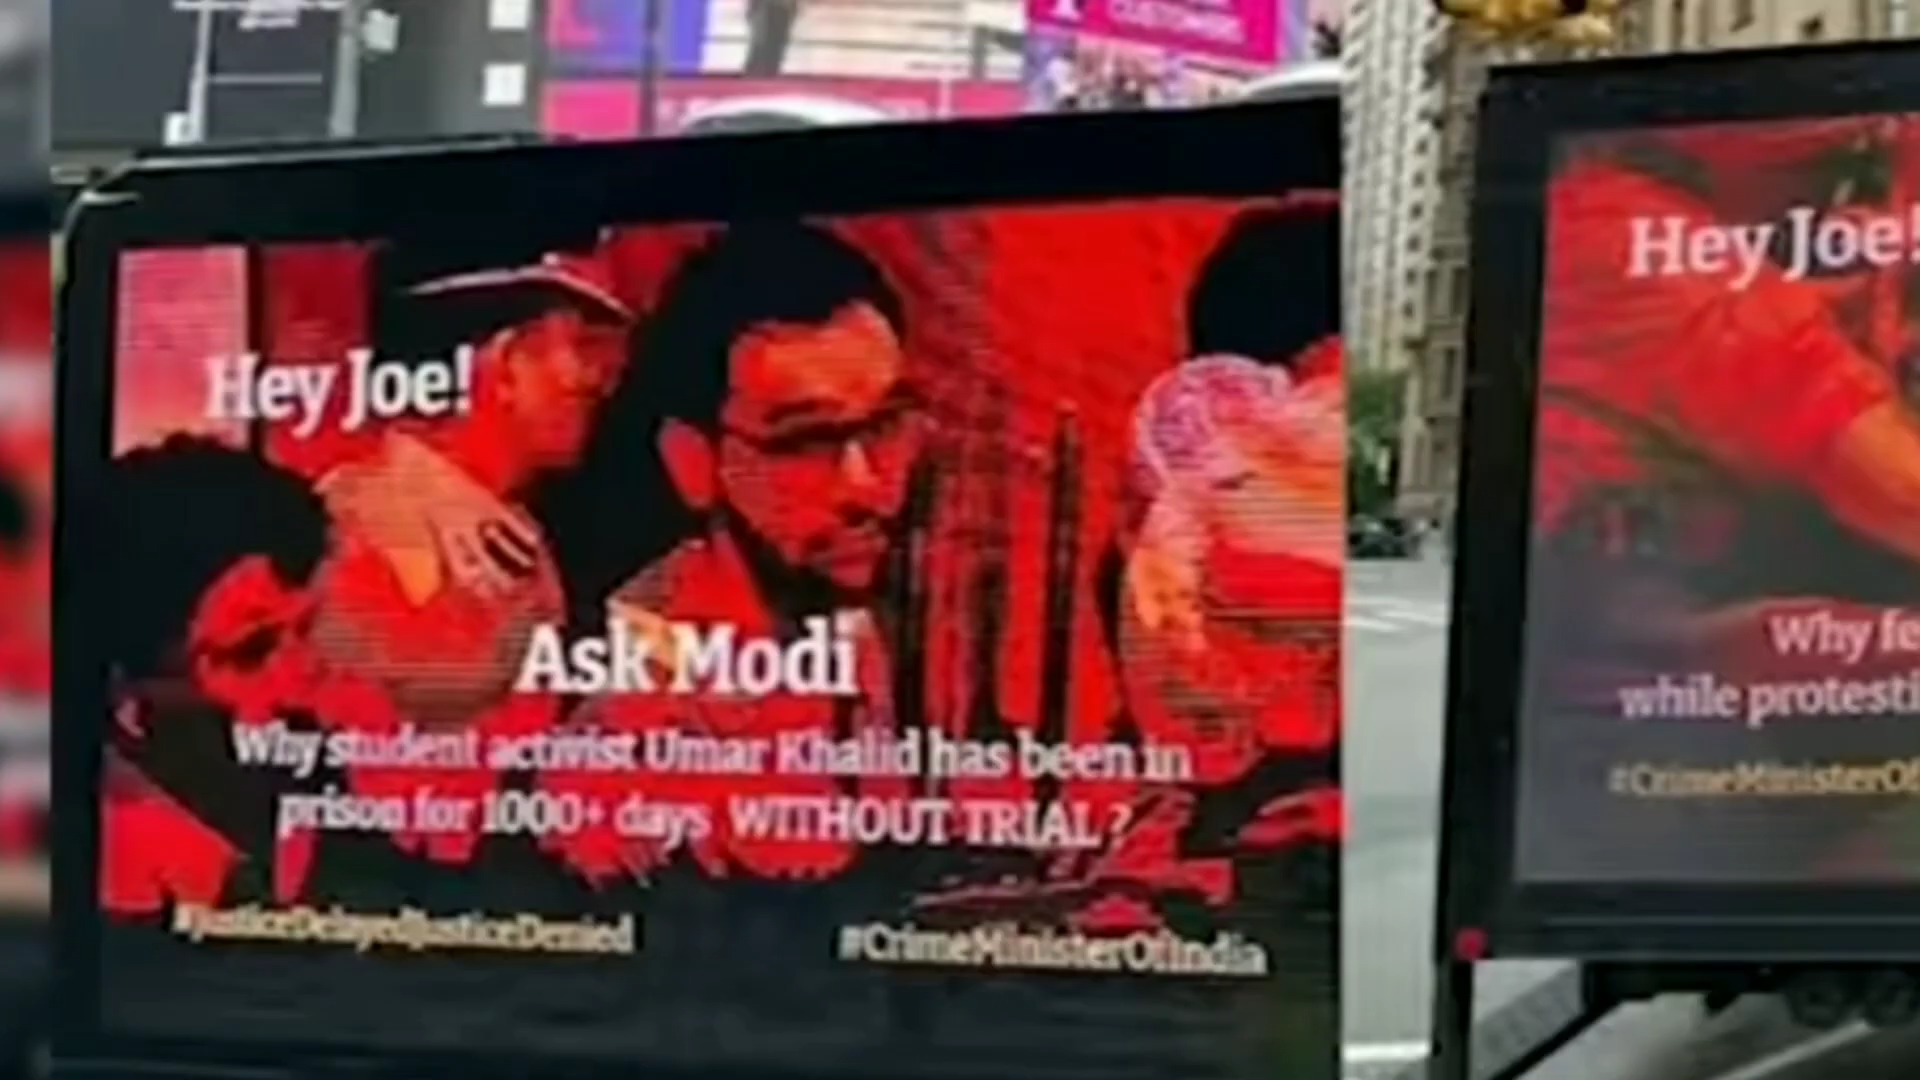 CUSTOMERS
Hey Joe!
Ask Modi
Why student activist Umar Khalid has been in
prison for 1000+ days WITHOUT TRIAL?
#JusticeDelayedJusticeDenied
#CrimeMinisterOfIndia
Hey Joe!
Why
while